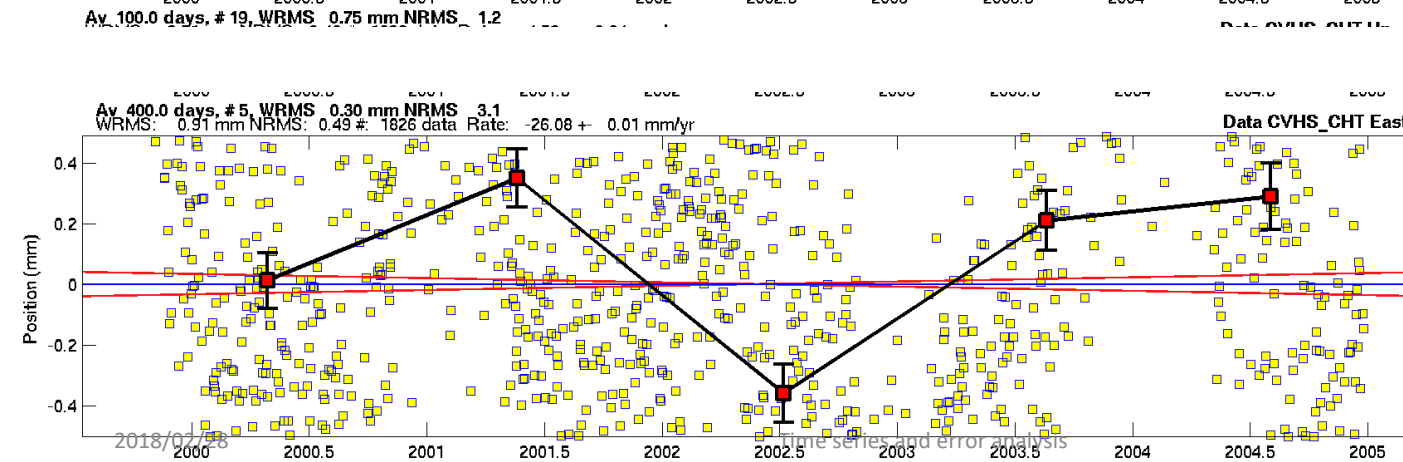 Av 100.0 days, # 19, WRMS 0.75 mm NRMS 1.2
Av 400.0 days, # 5, WRMS 0.30 mm NRMS 3.1
WRMS: 0.91 mm NRMS: 0.49 #: 1826 data Rate: -26.08 +- 0.01 mm/yr
Data CVHS_CHT East
Position (mm)
0.4
0.2
0
-0.2
-0.4
2000 2000.5 2001 2001.5 2002 2002.5 2003 2003.5 2004 2004.5 2005
2018/02/28
Time series and error analysis